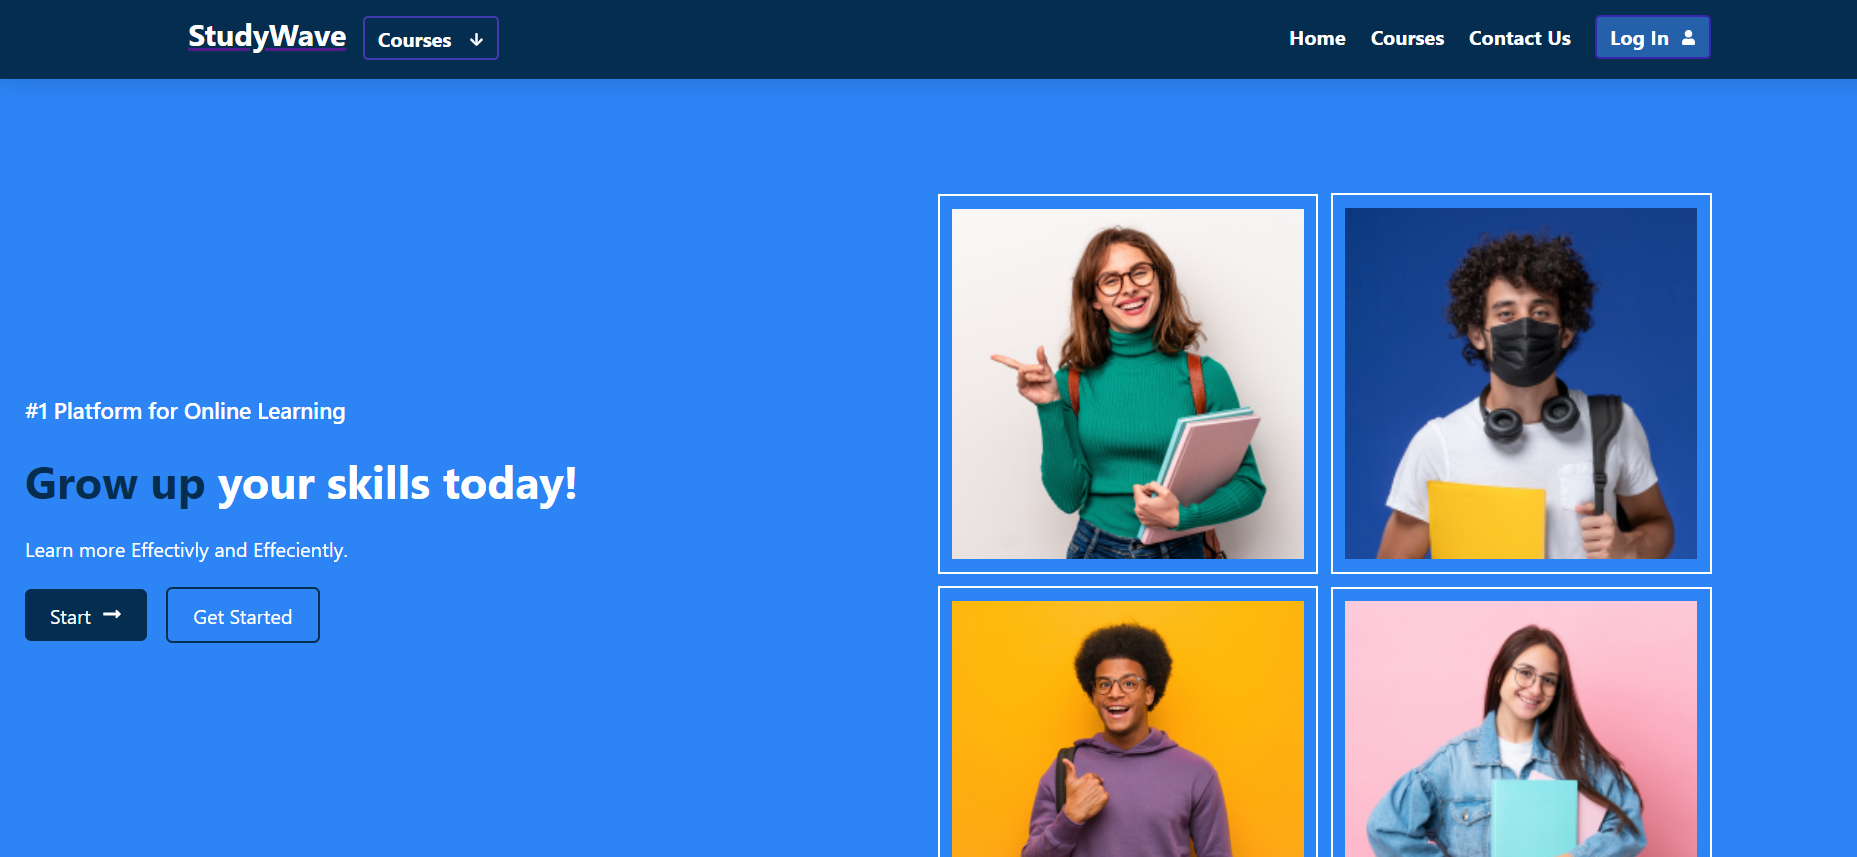 StudyWave Courses Home Courses Contact Us Log In
#1 Platform for Online Learning
Grow up your skills today!
Learn more Effectivly and Effeciently.
Start Get Started